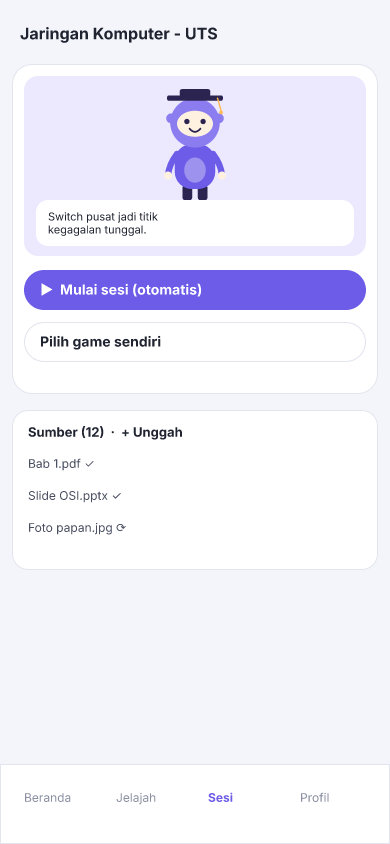 Jaringan Komputer - UTS
Switch pusat jadi titik
kegagalan tunggal.
▶ Mulai sesi (otomatis)
Pilih game sendiri
Sumber (12) · + Unggah
Bab 1.pdf ✓
Slide OSI.pptx ✓
Foto papan.jpg ⟳
Beranda Jelajah Sesi Profil